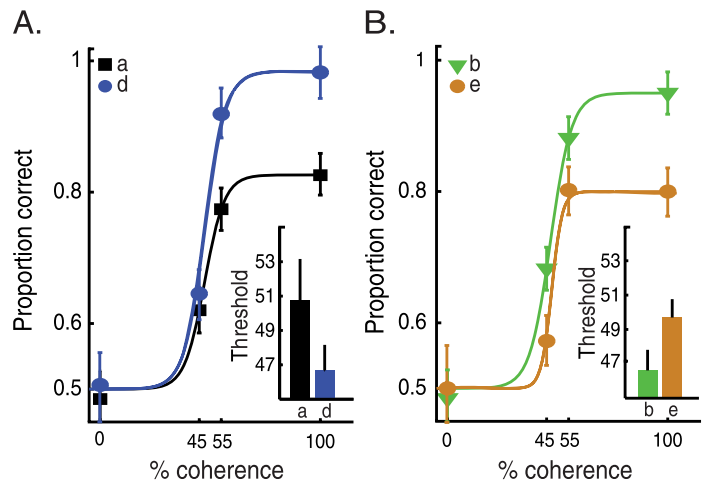 A.
a
d
1
0.8
0.6
0.5
Proportion correct
0
45
55
100
% coherence
Threshold
53
51
49
47
a
d
B.
b
e
1
0.8
0.6
0.5
Proportion correct
0
45
55
100
% coherence
Threshold
53
51
49
47
b
e